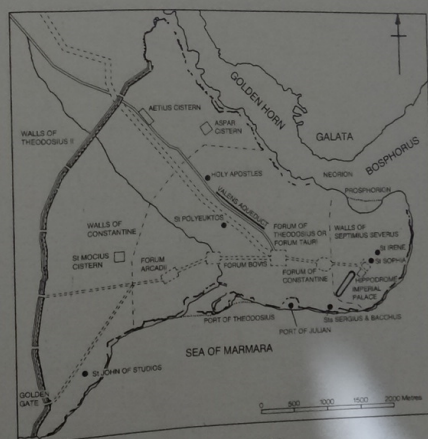 GOLDEN HORN
GALATA
BOSPHORUS
AETIUS CISTERN
ASPAR
CISTERN
WALLS OF
THEODOSIUS II
HOLY APOSTLES
NEORION
PROSPHORION
VALENS AQUEDUCT
WALLS OF
CONSTANTINE
St POLYEUKTOS
FORUM OF
THEODOSIUS OR
FORUM TAURI
WALLS OF
SEPTIMIUS SEVERUS
St IRENE
St SOPHIA
St MOCIUS
CISTERN
FORUM
ARCADII
FORUM BOVIS
FORUM OF
CONSTANTINE
HIPPODROME
IMPERIAL
PALACE
PORT OF THEODOSIUS
PORT OF JULIAN
Sts SERGIUS & BACCHUS
SEA OF MARMARA
St JOHN OF STUDIOS
GOLDEN
GATE
0 500 1000 1500 2000 Metres